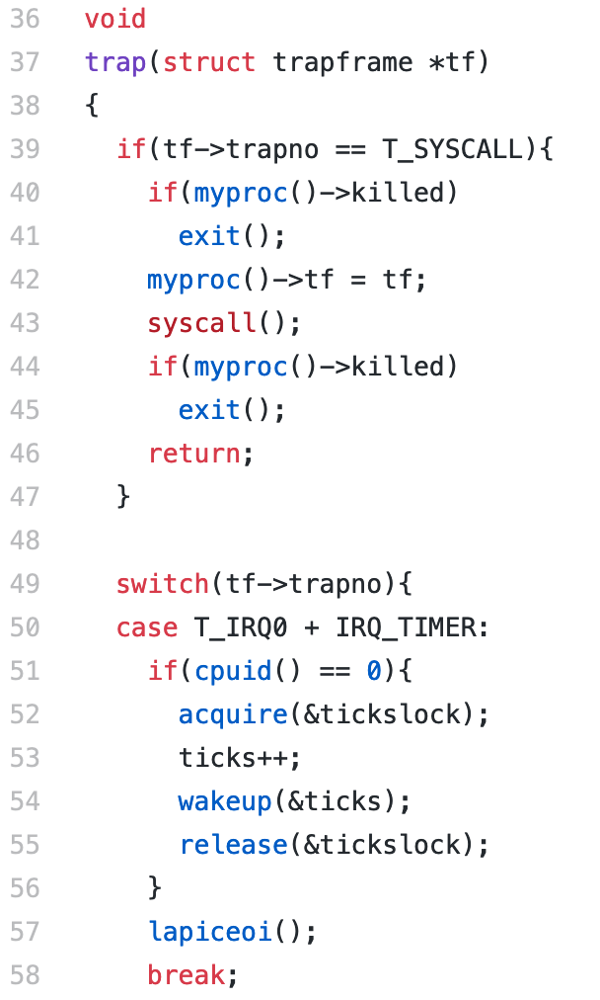 36 void
37 trap(struct trapframe *tf)
38 {
39   if(tf->trapno == T_SYSCALL){
40     if(myproc()->killed)
41       exit();
42     myproc()->tf = tf;
43     syscall();
44     if(myproc()->killed)
45       exit();
46     return;
47   }
48
49   switch(tf->trapno){
50   case T_IRQ0 + IRQ_TIMER:
51     if(cpuid() == 0){
52       acquire(&tickslock);
53       ticks++;
54       wakeup(&ticks);
55       release(&tickslock);
56     }
57     lapiceoi();
58     break;